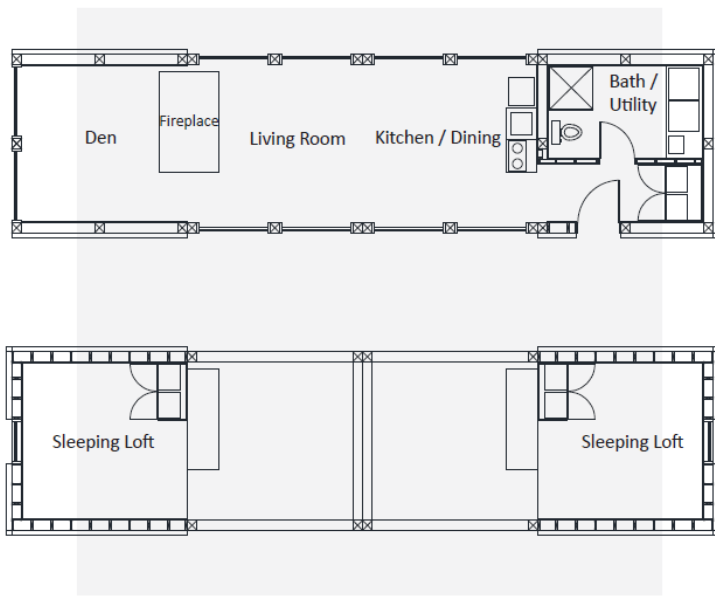 Bath /
Utility
Fireplace
Den
Living Room
Kitchen / Dining
Sleeping Loft
Sleeping Loft